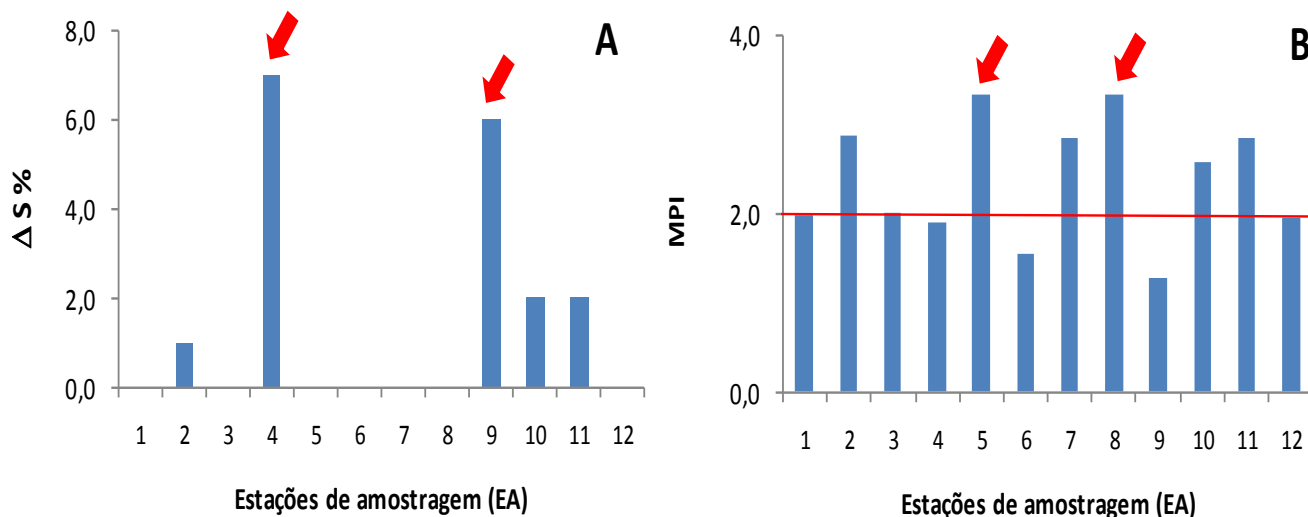 A
8,0
6,0
4,0
2,0
0,0
Δ S %
1 2 3 4 5 6 7 8 9 10 11 12
Estações de amostragem (EA)
B
4,0
2,0
0,0
MPI
1 2 3 4 5 6 7 8 9 10 11 12
Estações de amostragem (EA)